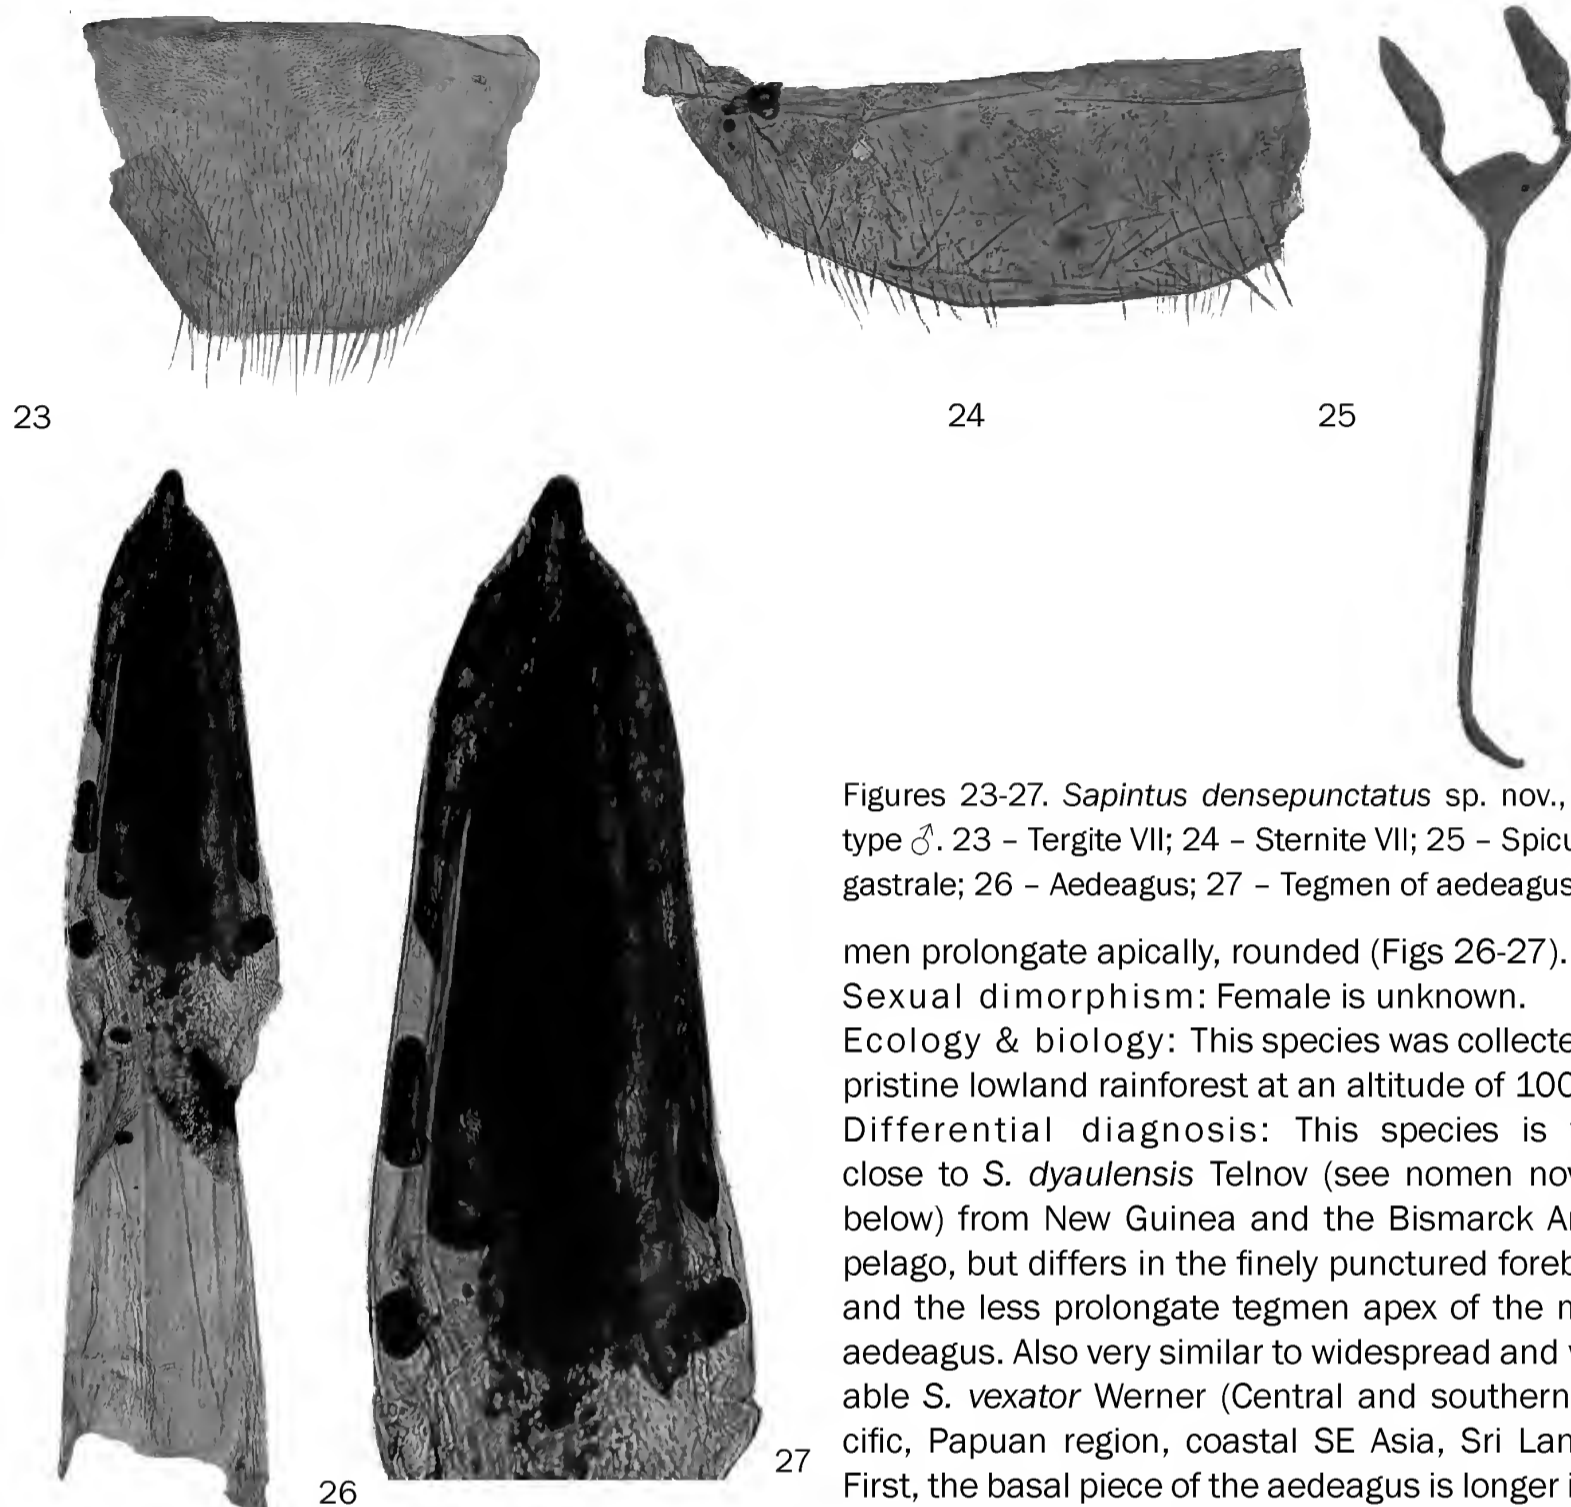 23
24
25
26
27
Figures 23-27. Sapintus densepunctatus sp. nov.,
type ♂. 23 – Tergite VII; 24 – Sternite VII; 25 – Spicu
gastrale; 26 – Aedeagus; 27 – Tegmen of aedeagus
men prolongate apically, rounded (Figs 26-27).
Sexual dimorphism: Female is unknown.
Ecology & biology: This species was collecte
pristine lowland rainforest at an altitude of 100
Differential diagnosis: This species is
close to S. dyaulensis Telnov (see nomen nov
below) from New Guinea and the Bismarck Ar
pelago, but differs in the finely punctured foreb
and the less prolongate tegmen apex of the m
aedeagus. Also very similar to widespread and v
able S. vexator Werner (Central and southern
cific, Papuan region, coastal SE Asia, Sri Lan
First, the basal piece of the aedeagus is longer i